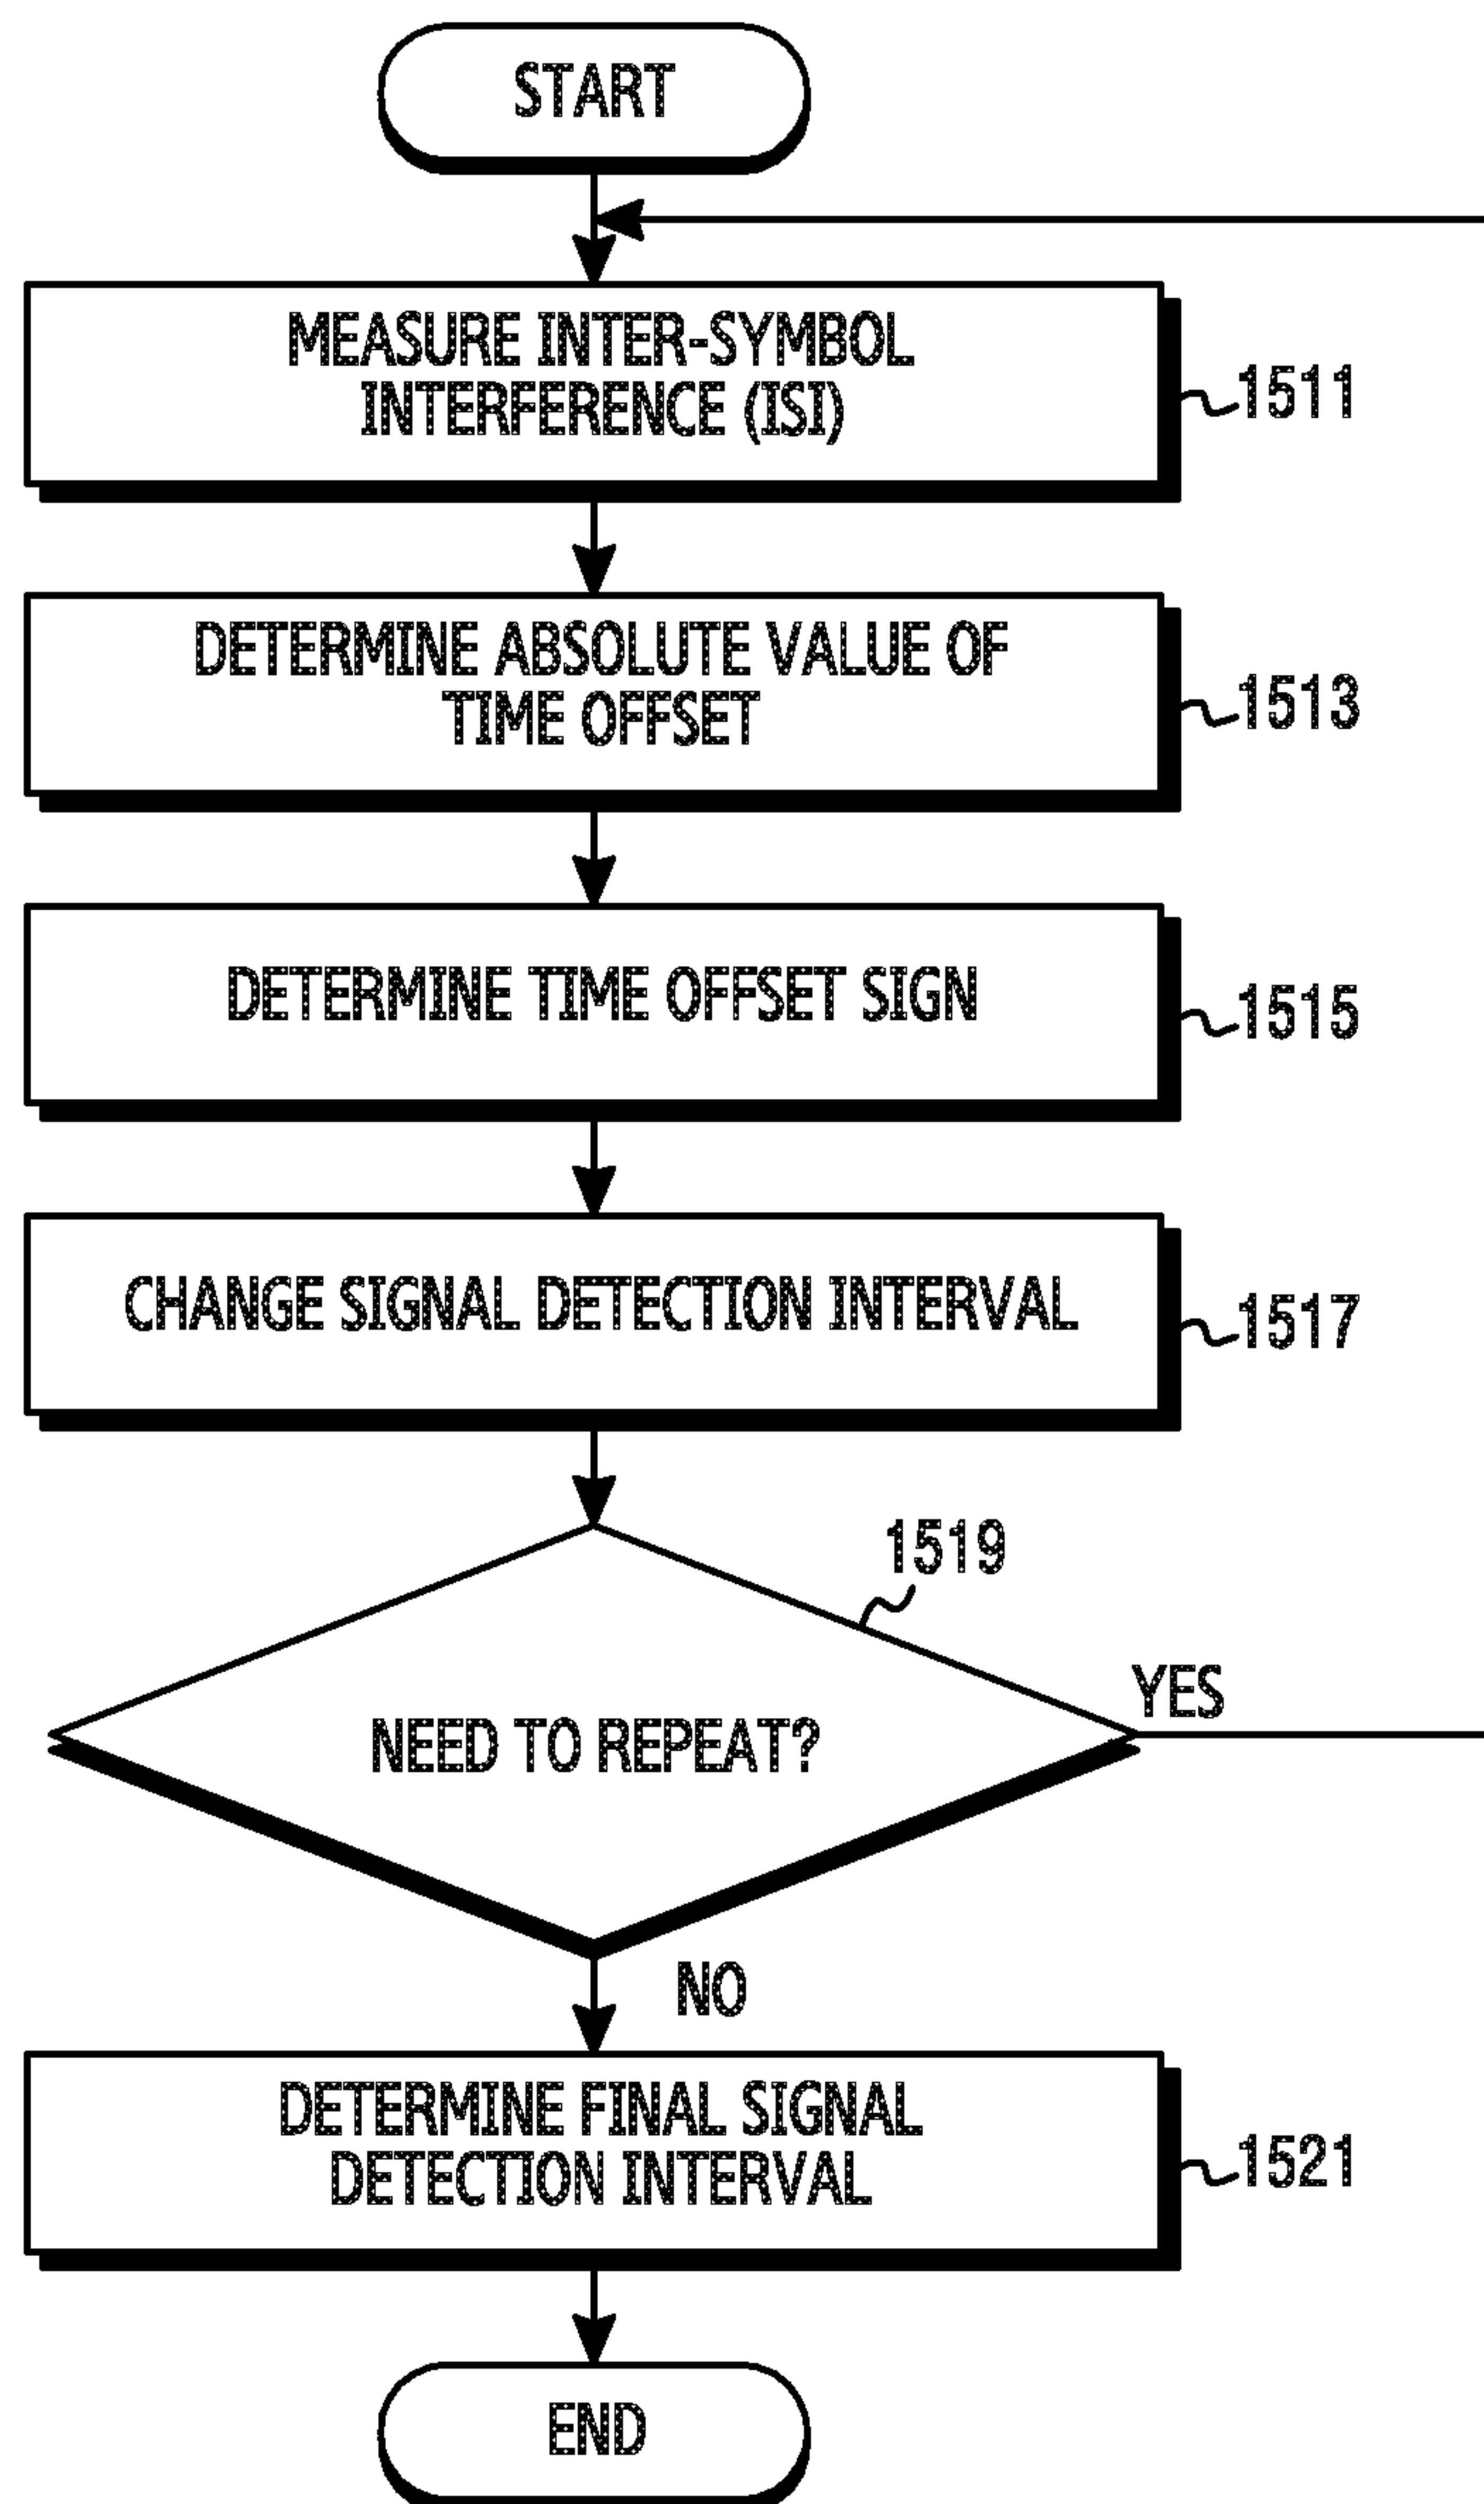 START
MEASURE INTER-SYMBOL
INTERFERENCE (ISI)
1511
DETERMINE ABSOLUTE VALUE OF
TIME OFFSET
1513
DETERMINE TIME OFFSET SIGN
1515
CHANGE SIGNAL DETECTION INTERVAL
1517
1519
NEED TO REPEAT?
YES
NO
DETERMINE FINAL SIGNAL
DETECTION INTERVAL
1521
END